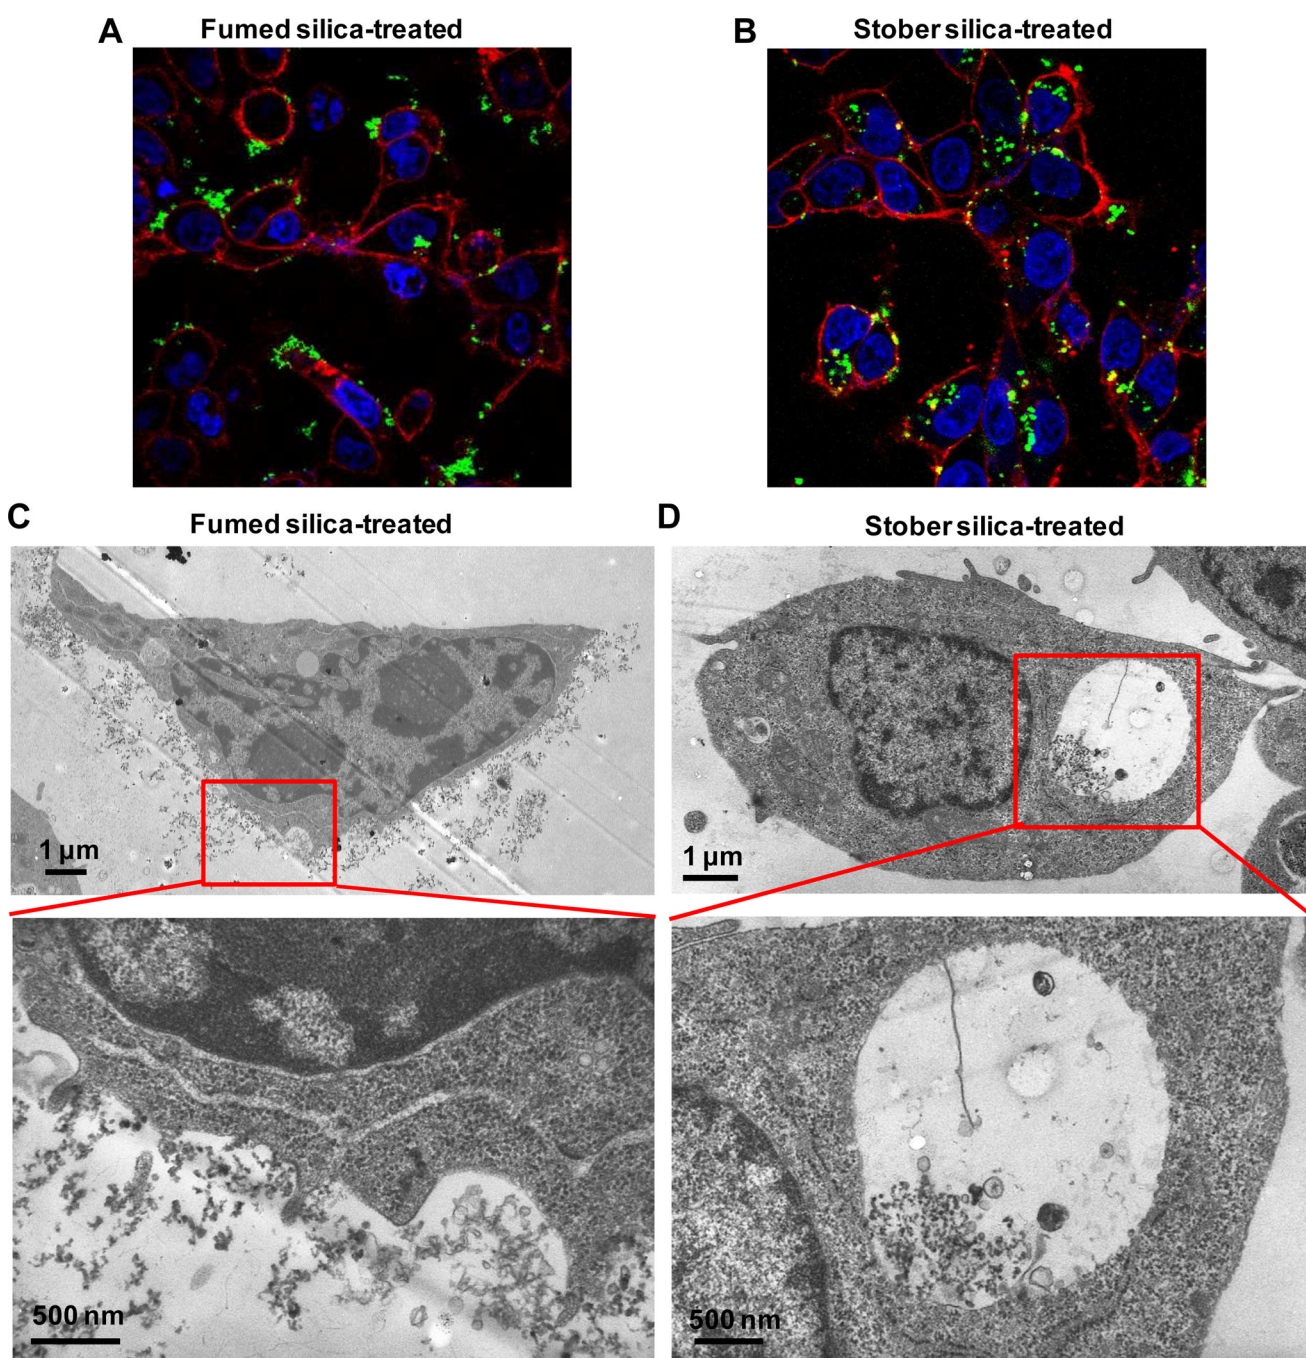 A
Fumed silica-treated
B
Stober silica-treated
C
Fumed silica-treated
D
Stober silica-treated
1 µm
1 µm
500 nm
500 nm